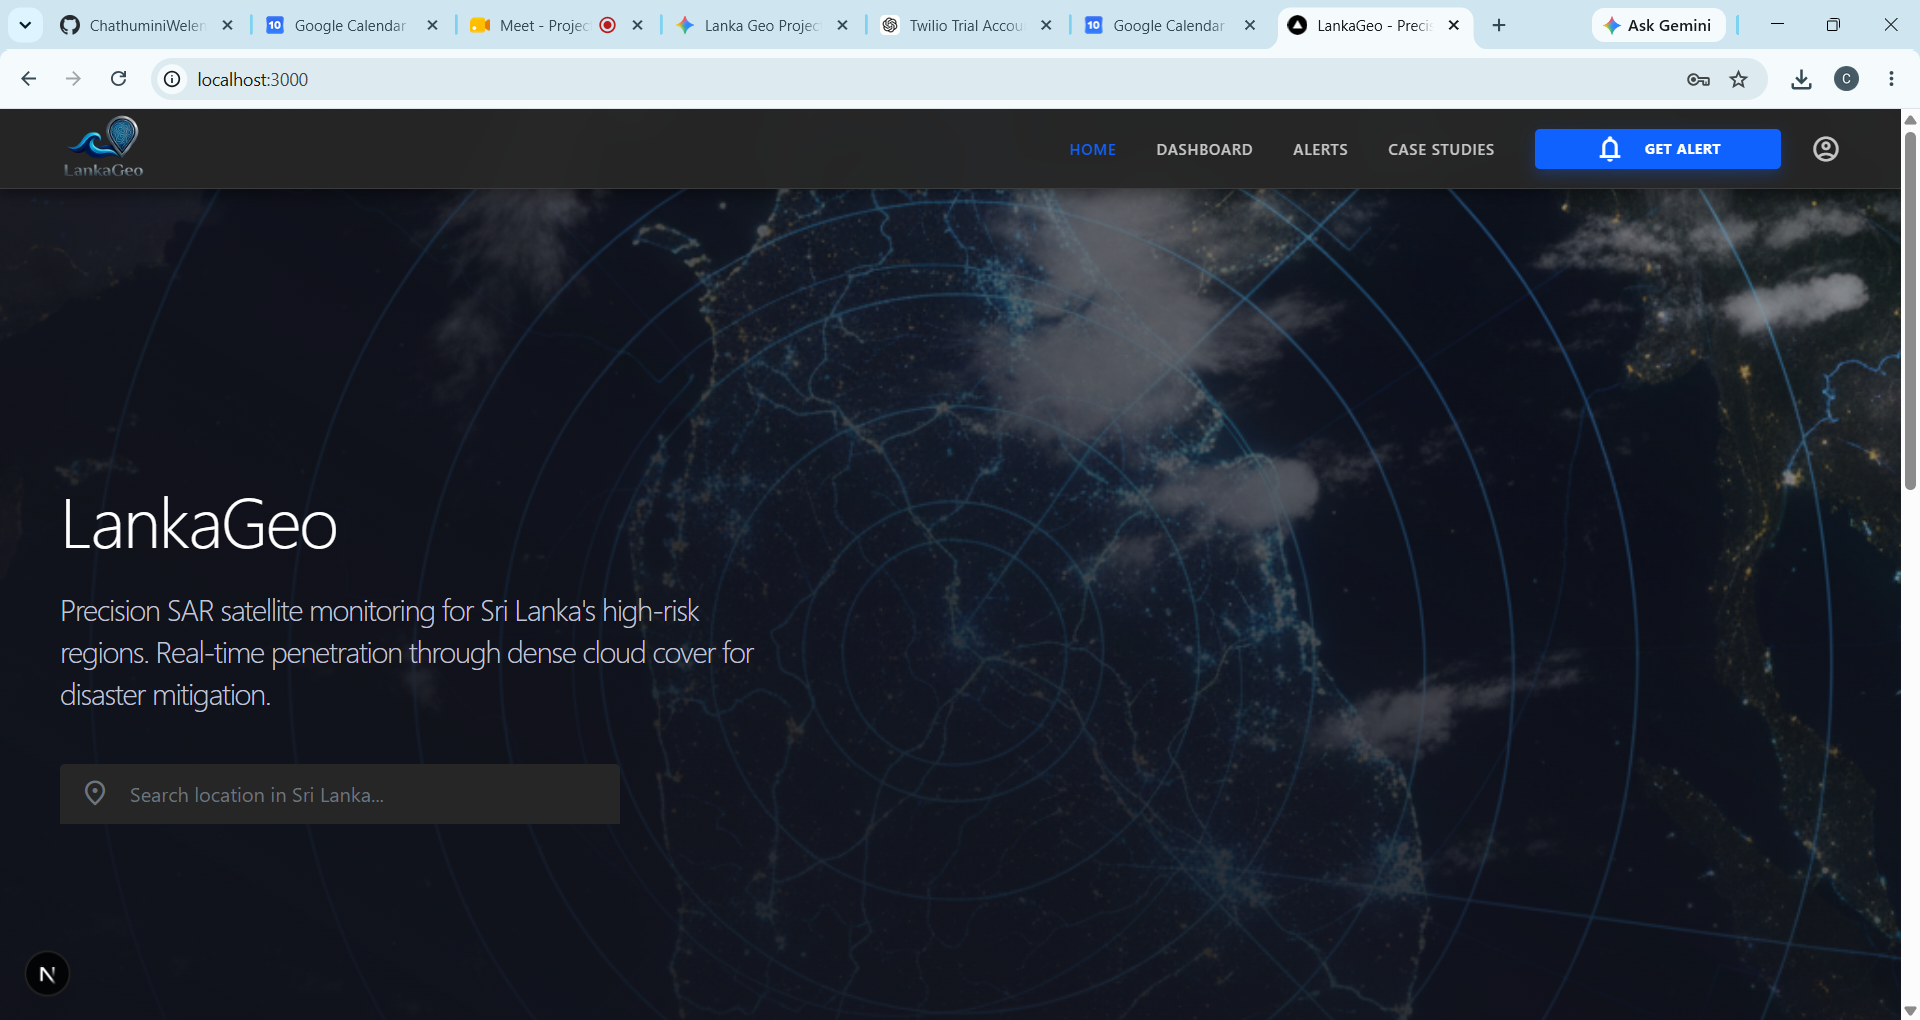 ChathuminiWelen
Google Calendar
Meet - Projec
Lanka Geo Projec
Twilio Trial Accou
Google Calendar
LankaGeo - Preci
Ask Gemini
localhost:3000
C
LankaGeo
HOME
DASHBOARD
ALERTS
CASE STUDIES
GET ALERT
LankaGeo
Precision SAR satellite monitoring for Sri Lanka's high-risk
regions. Real-time penetration through dense cloud cover for
disaster mitigation.
Search location in Sri Lanka...
N